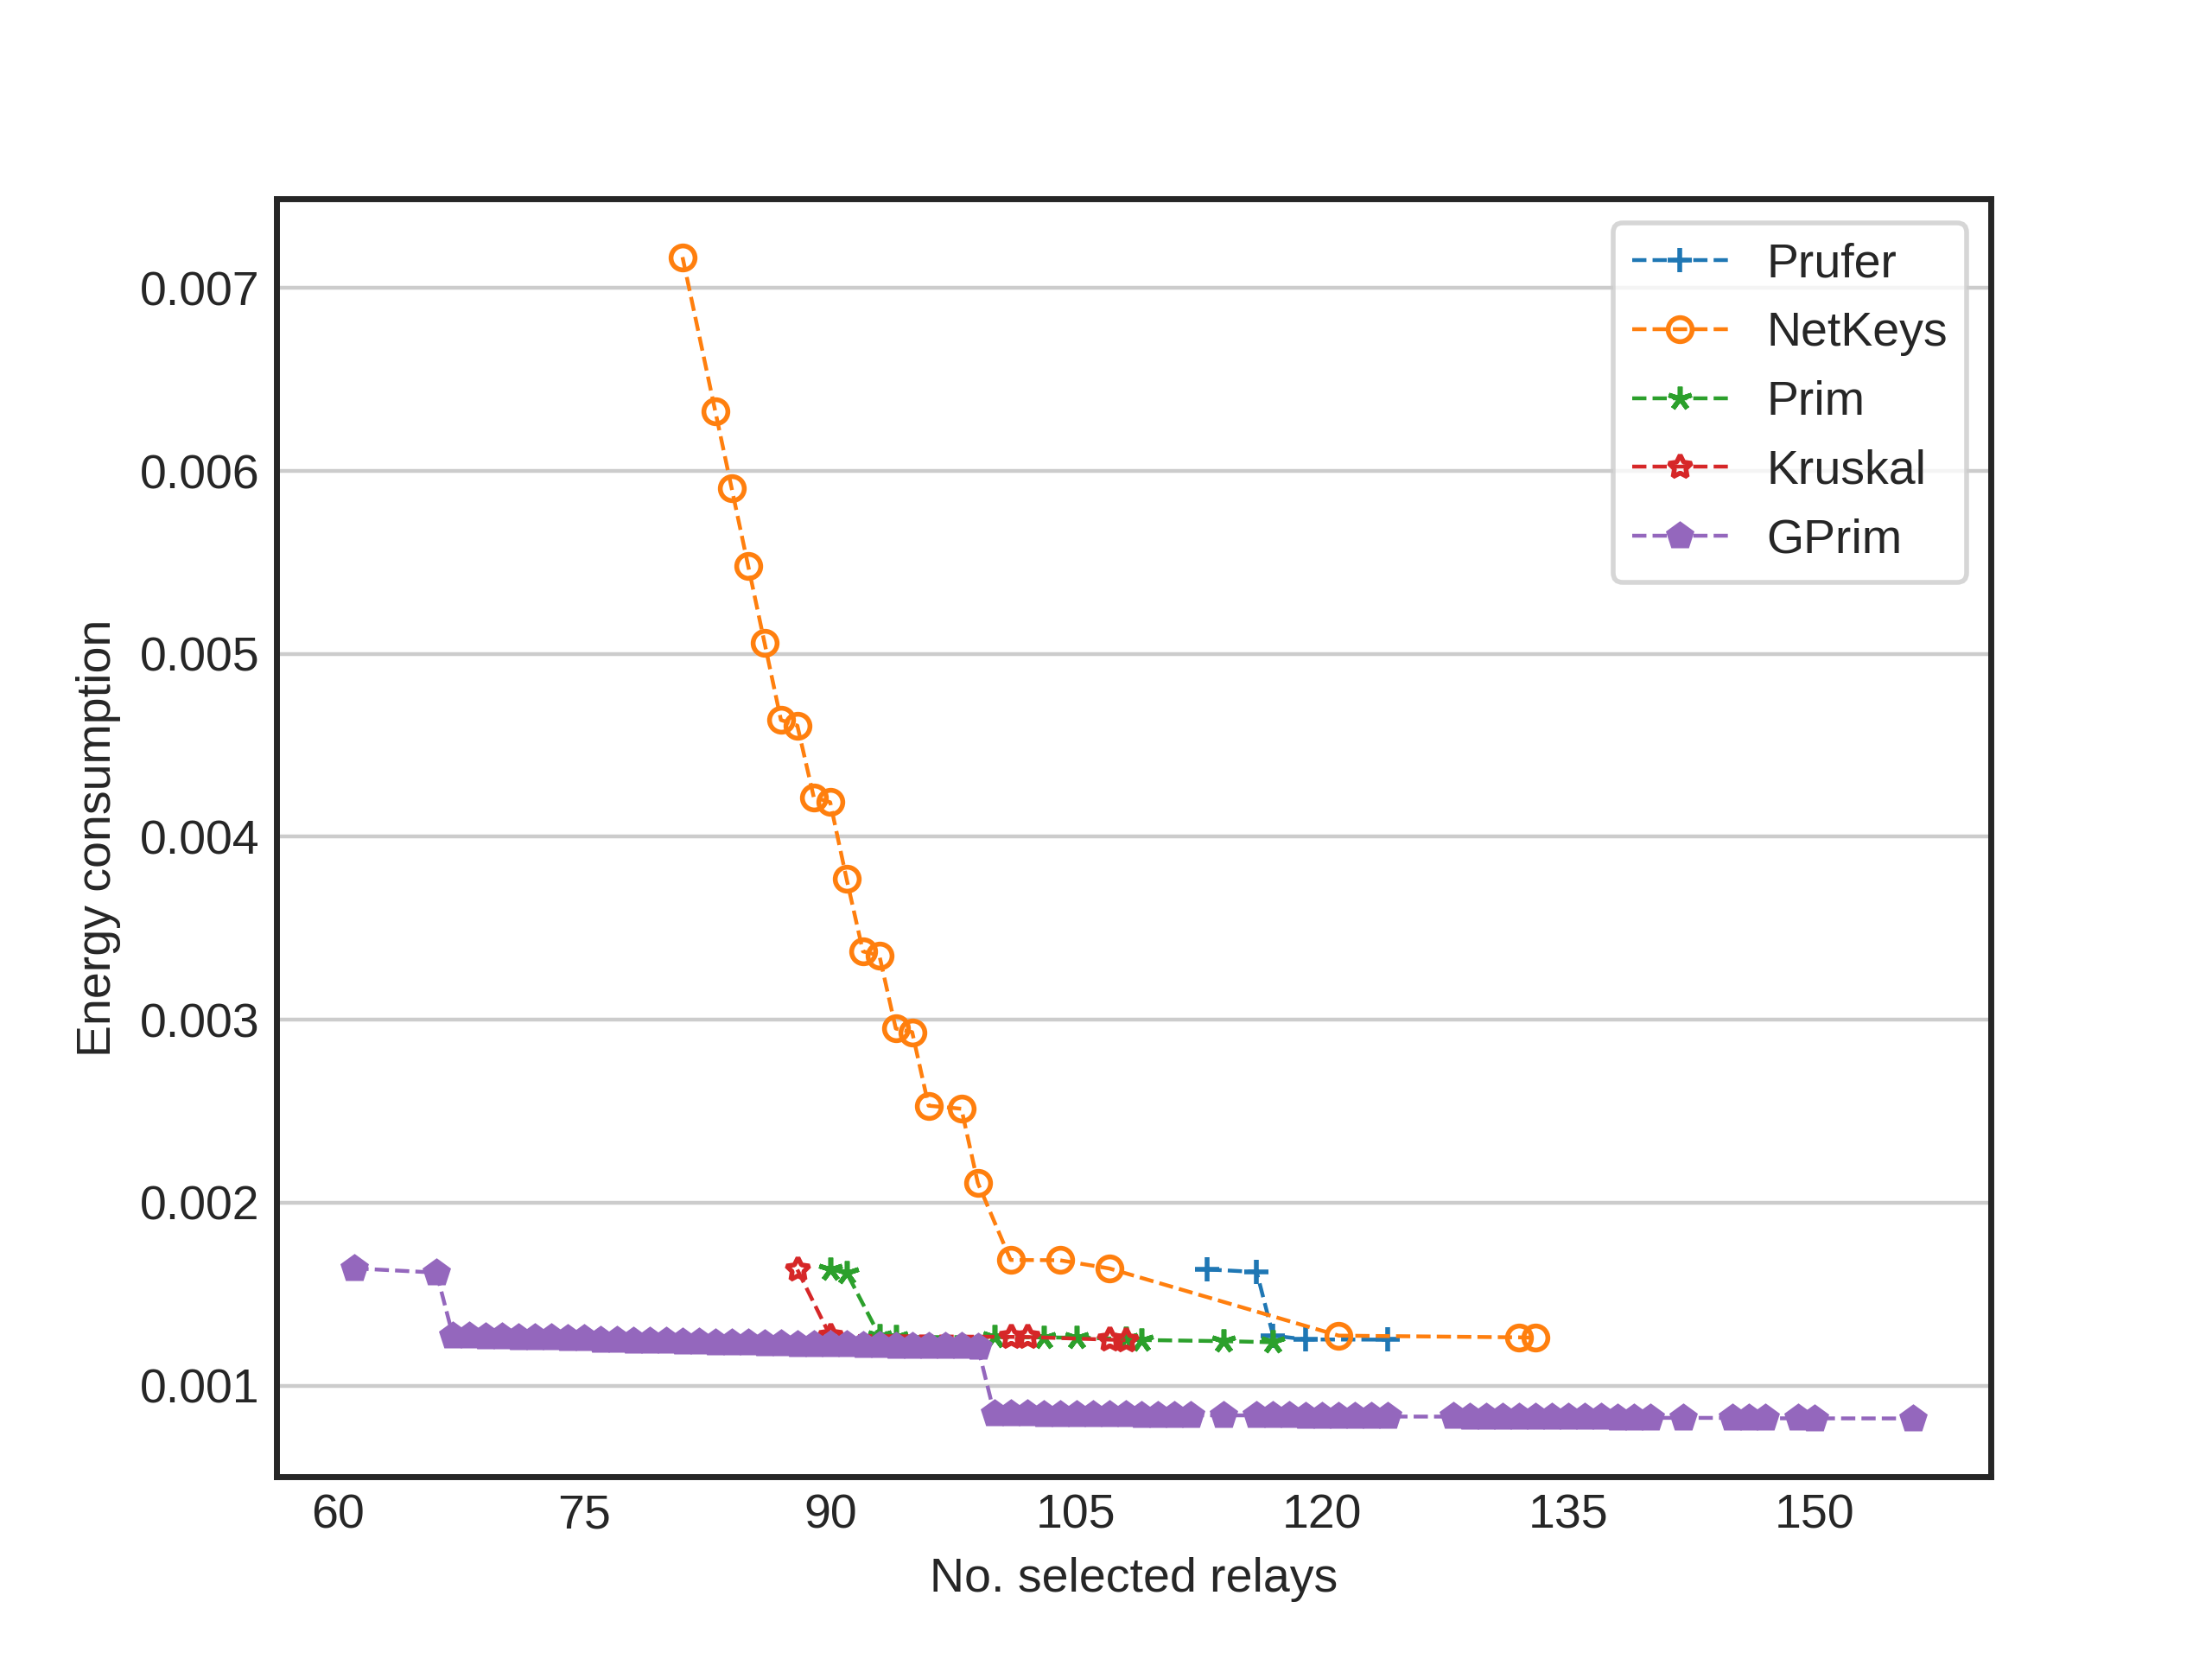 Prufer
NetKeys
Prim
Kruskal
GPrim
0.007
0.006
0.005
0.004
0.003
0.002
0.001
Energy consumption
60 75 90 105 120 135 150
No. selected relays